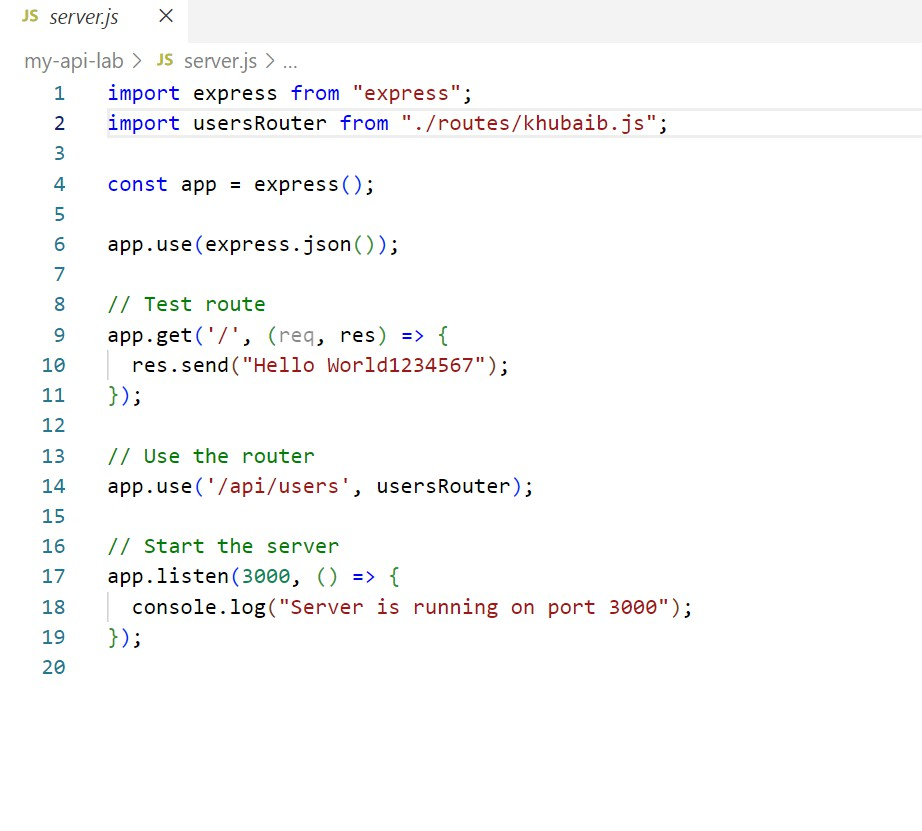 JS server.js ×
my-api-lab > JS server.js > ...
1 import express from "express";
2 import usersRouter from "./routes/khubaib.js";
3
4 const app = express();
5
6 app.use(express.json());
7
8 // Test route
9 app.get('/', (req, res) => {
10   res.send("Hello World1234567");
11 });
12
13 // Use the router
14 app.use('/api/users', usersRouter);
15
16 // Start the server
17 app.listen(3000, () => {
18   console.log("Server is running on port 3000");
19 });
20